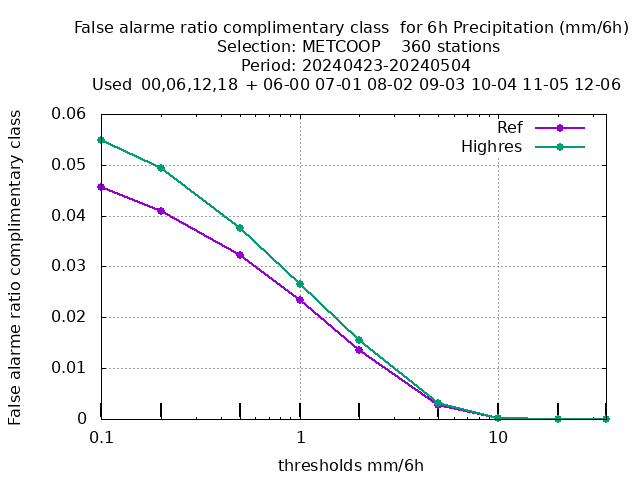 False alarme ratio complimentary class  for 6h Precipitation (mm/6h)
Selection: METCOOP    360 stations
Period: 20240423-20240504
Used  00,06,12,18  + 06-00 07-01 08-02 09-03 10-04 11-05 12-06
False alarme ratio complimentary class
0.06
0.05
0.04
0.03
0.02
0.01
0
Ref
Highres
0.1
1
10
thresholds mm/6h